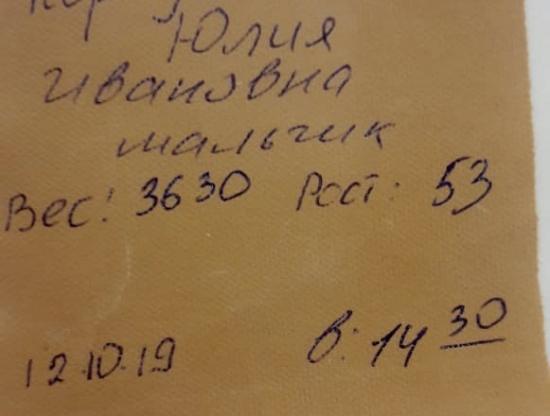 Юлия
Ивановна
мальчик
Вес: 3630 Рост: 53
12.10.19 в: 14 30